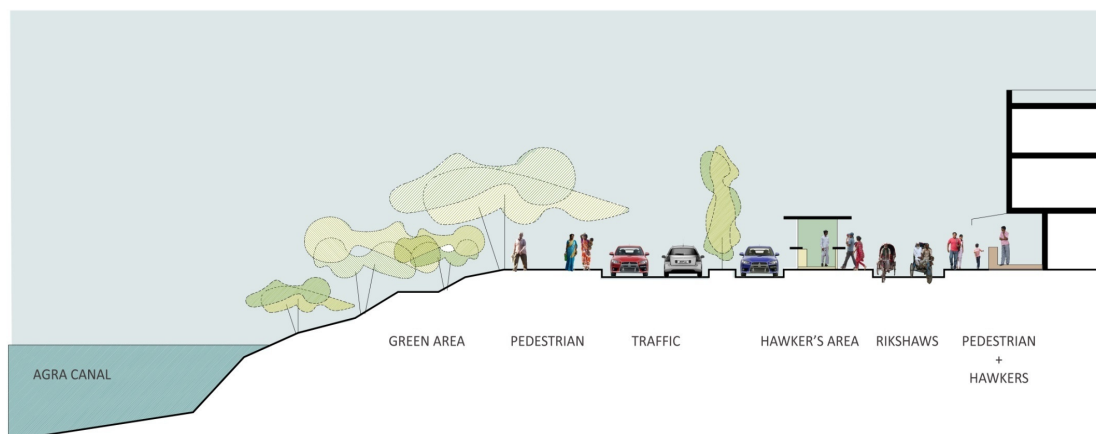 GREEN AREA
PEDESTRIAN
TRAFFIC
HAWKER'S AREA
RIKSHAWS
PEDESTRIAN
+
HAWKERS
AGRA CANAL